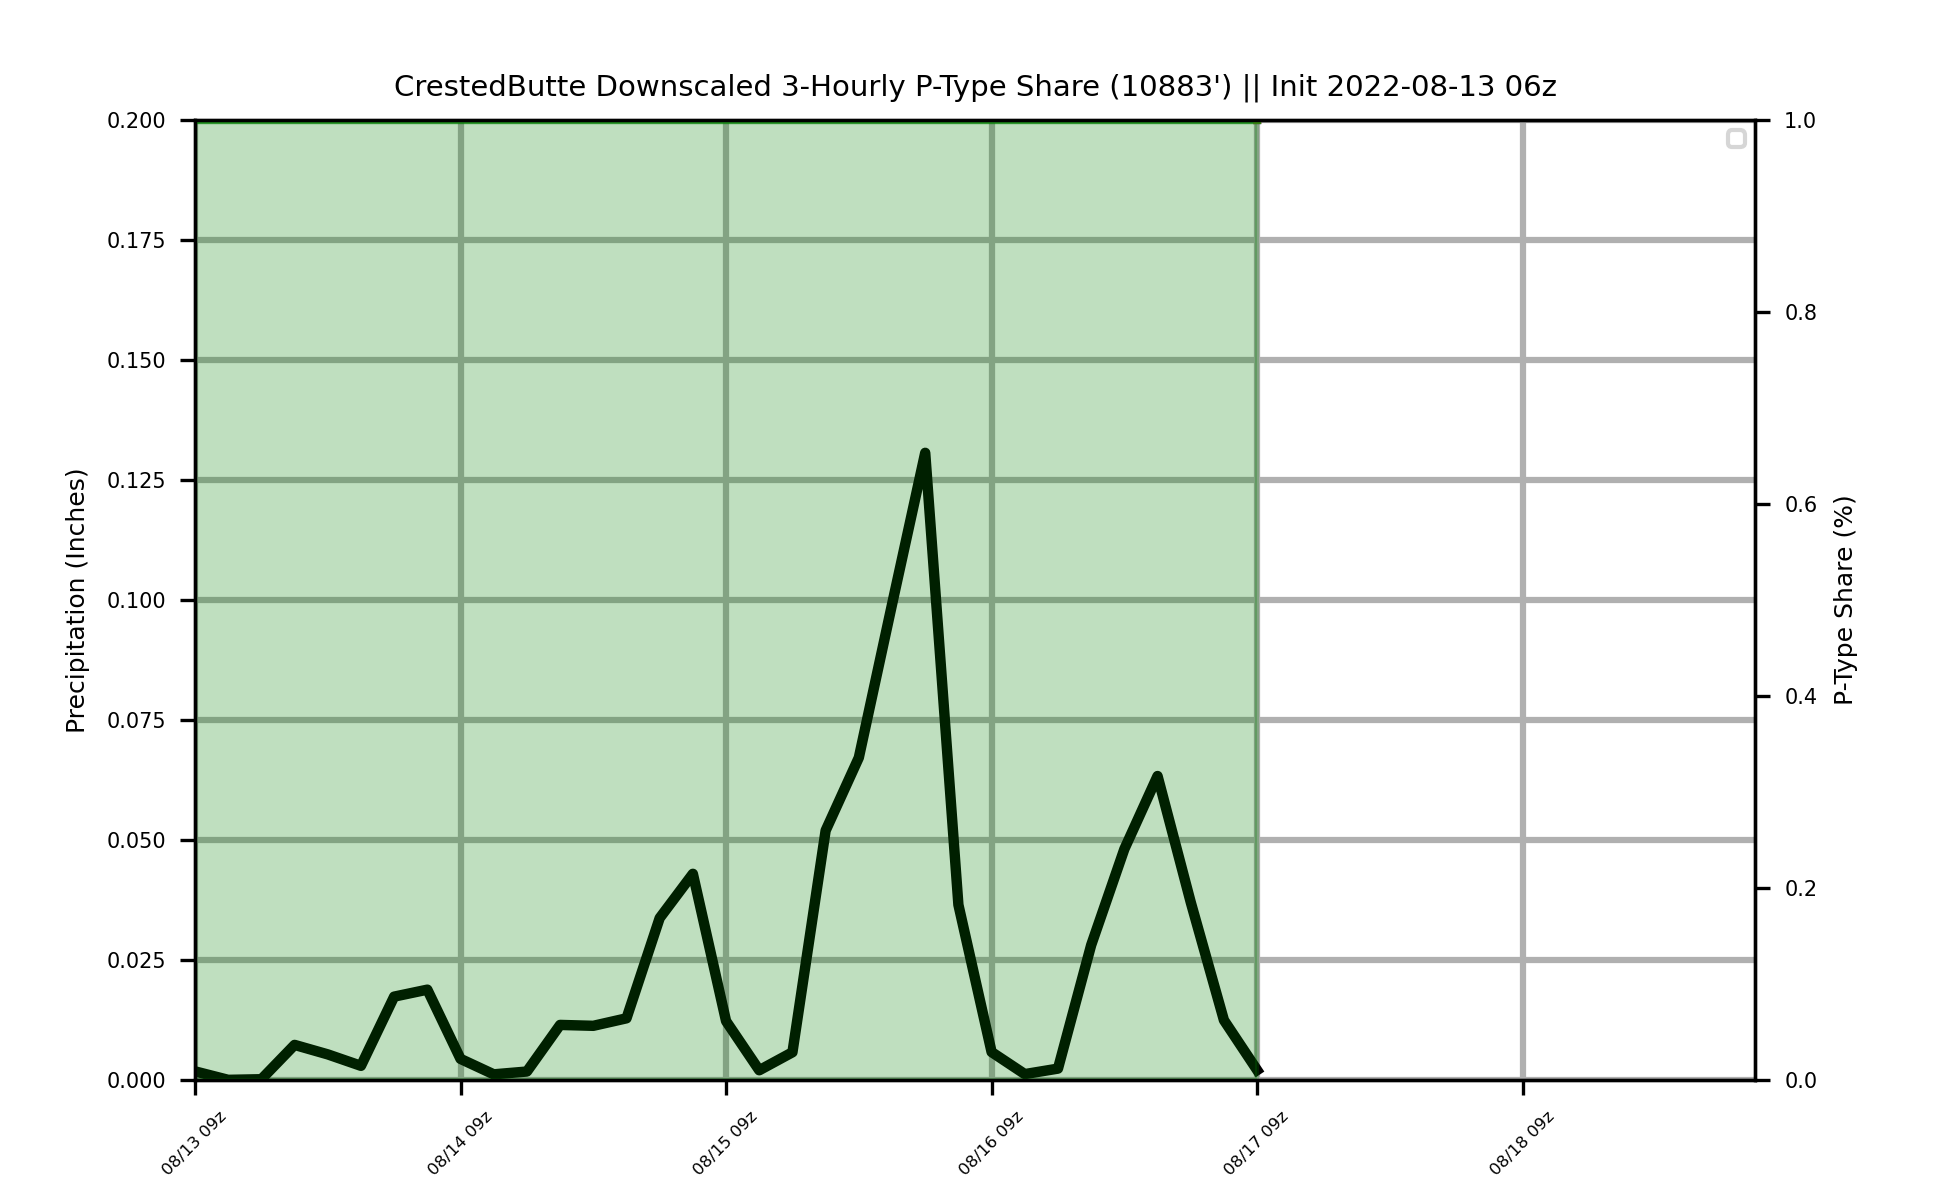 CrestedButte Downscaled 3-Hourly P-Type Share (10883') || Init 2022-08-13 06z
0.200
0.175
0.150
0.125
0.100
0.075
0.050
0.025
0.000
Precipitation (Inches)
1.0
0.8
0.6
0.4
0.2
0.0
P-Type Share (%)
08/13 09z
08/14 09z
08/15 09z
08/16 09z
08/17 09z
08/18 09z